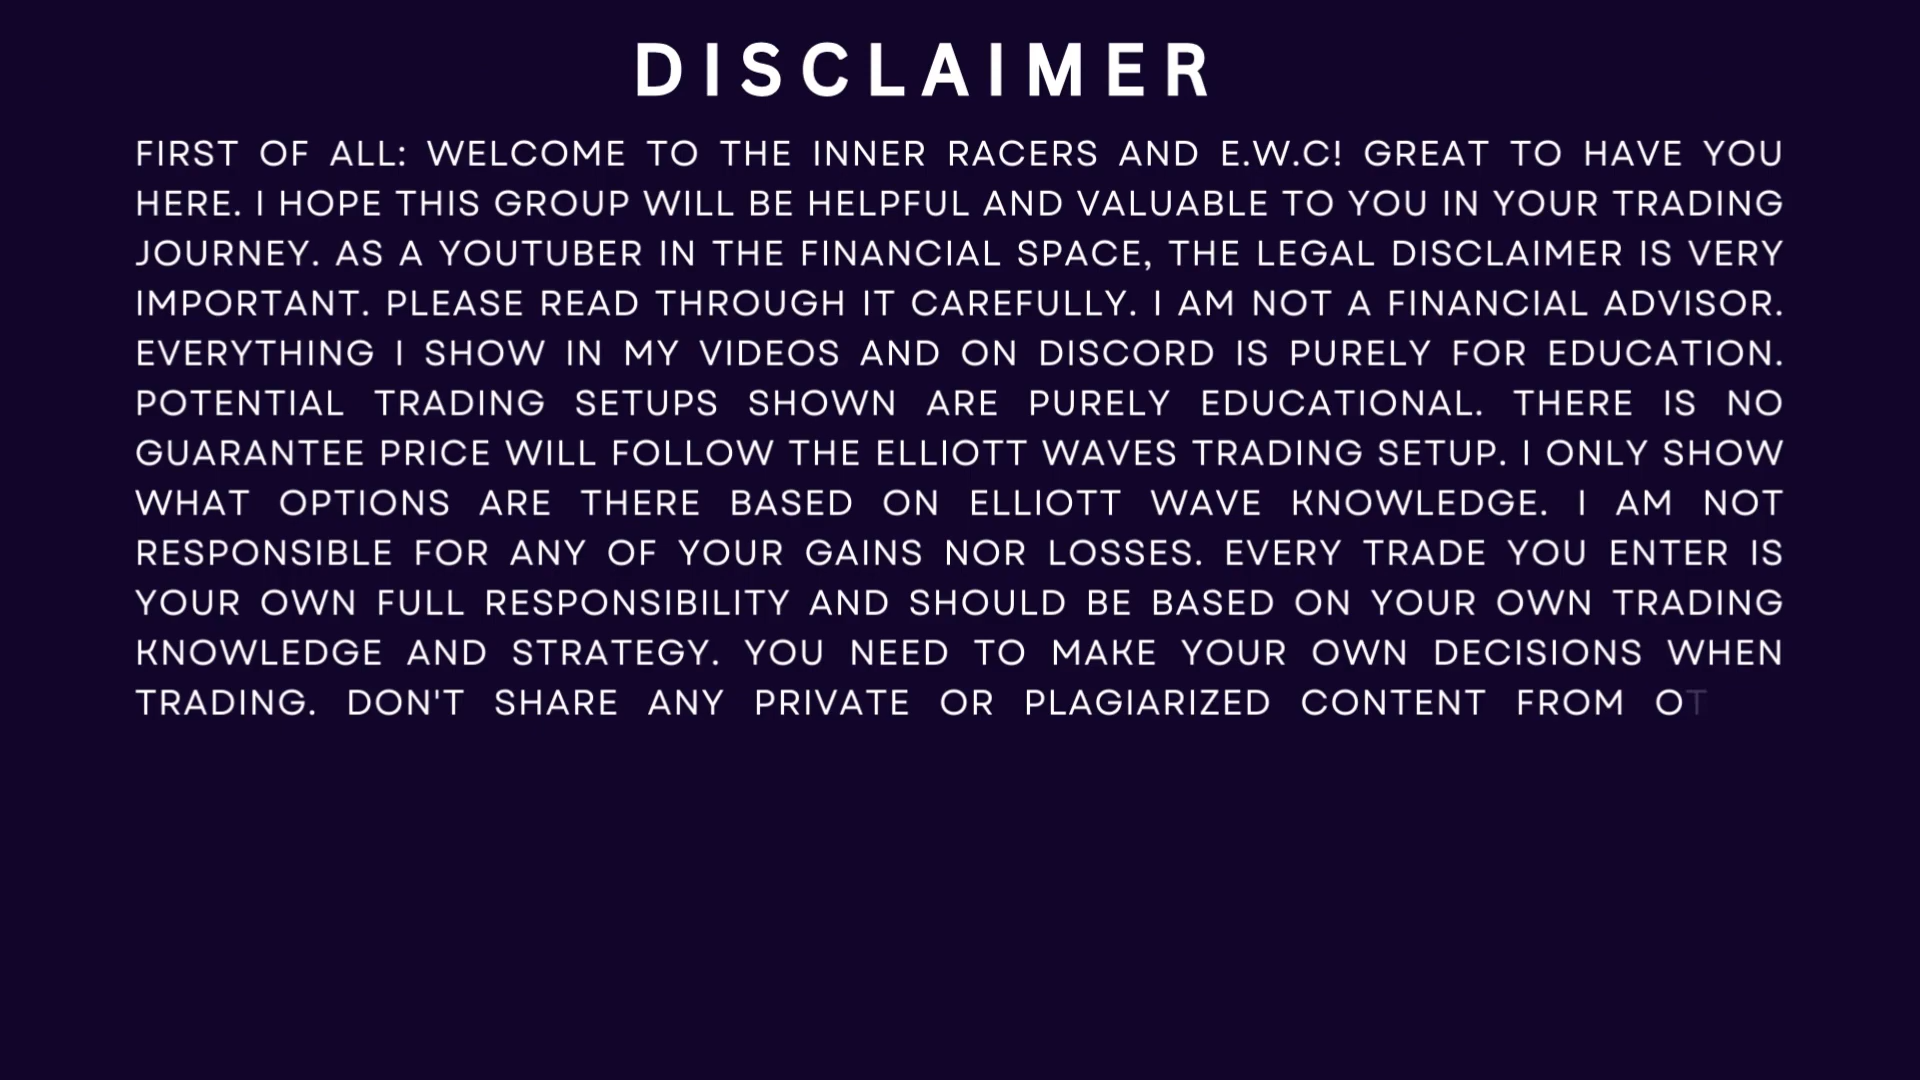 DISCLAIMER
FIRST OF ALL: WELCOME TO THE INNER RACERS AND E.W.C! GREAT TO HAVE YOU
HERE. I HOPE THIS GROUP WILL BE HELPFUL AND VALUABLE TO YOU IN YOUR TRADING
JOURNEY. AS A YOUTUBER IN THE FINANCIAL SPACE, THE LEGAL DISCLAIMER IS VERY
IMPORTANT. PLEASE READ THROUGH IT CAREFULLY. I AM NOT A FINANCIAL ADVISOR.
EVERYTHING I SHOW IN MY VIDEOS AND ON DISCORD IS PURELY FOR EDUCATION.
POTENTIAL TRADING SETUPS SHOWN ARE PURELY EDUCATIONAL. THERE IS NO
GUARANTEE PRICE WILL FOLLOW THE ELLIOTT WAVES TRADING SETUP. I ONLY SHOW
WHAT OPTIONS ARE THERE BASED ON ELLIOTT WAVE KNOWLEDGE. I AM NOT
RESPONSIBLE FOR ANY OF YOUR GAINS NOR LOSSES. EVERY TRADE YOU ENTER IS
YOUR OWN FULL RESPONSIBILITY AND SHOULD BE BASED ON YOUR OWN TRADING
KNOWLEDGE AND STRATEGY. YOU NEED TO MAKE YOUR OWN DECISIONS WHEN
TRADING. DON'T SHARE ANY PRIVATE OR PLAGIARIZED CONTENT FROM OT